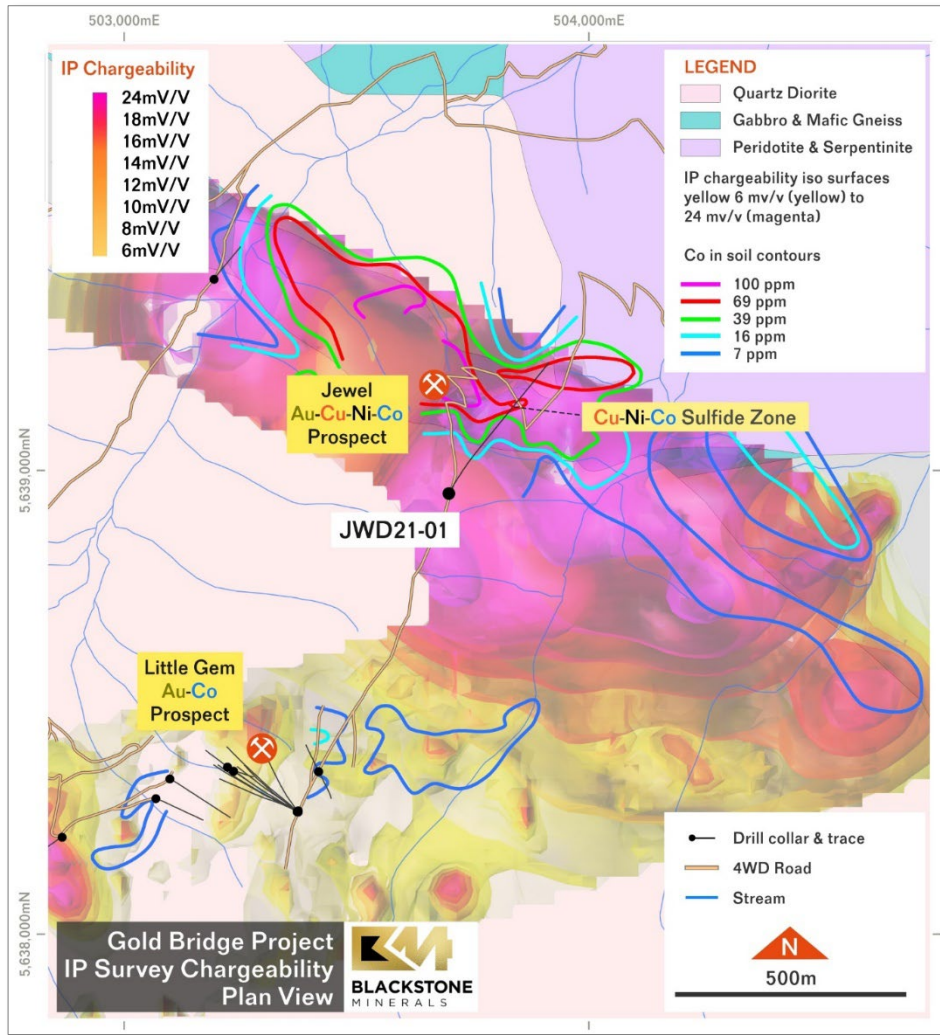 503,000mE
504,000mE
IP Chargeability
24mV/V
18mV/V
16mV/V
14mV/V
12mV/V
10mV/V
8mV/V
6mV/V
LEGEND
Quartz Diorite
Gabbro & Mafic Gneiss
Peridotite & Serpentinite
IP chargeability iso surfaces
yellow 6 mv/v (yellow) to
24 mv/v (magenta)
Co in soil contours
100 ppm
69 ppm
39 ppm
16 ppm
7 ppm
Jewel
Au-Cu-Ni-Co
Prospect
Cu-Ni-Co Sulfide Zone
5,639,000mN
JWD21-01
Little Gem
Au-Co
Prospect
5,638,000mN
Drill collar & trace
4WD Road
Stream
N
500m
Gold Bridge Project
IP Survey Chargeability
Plan View
BLACKSTONE
MINERALS